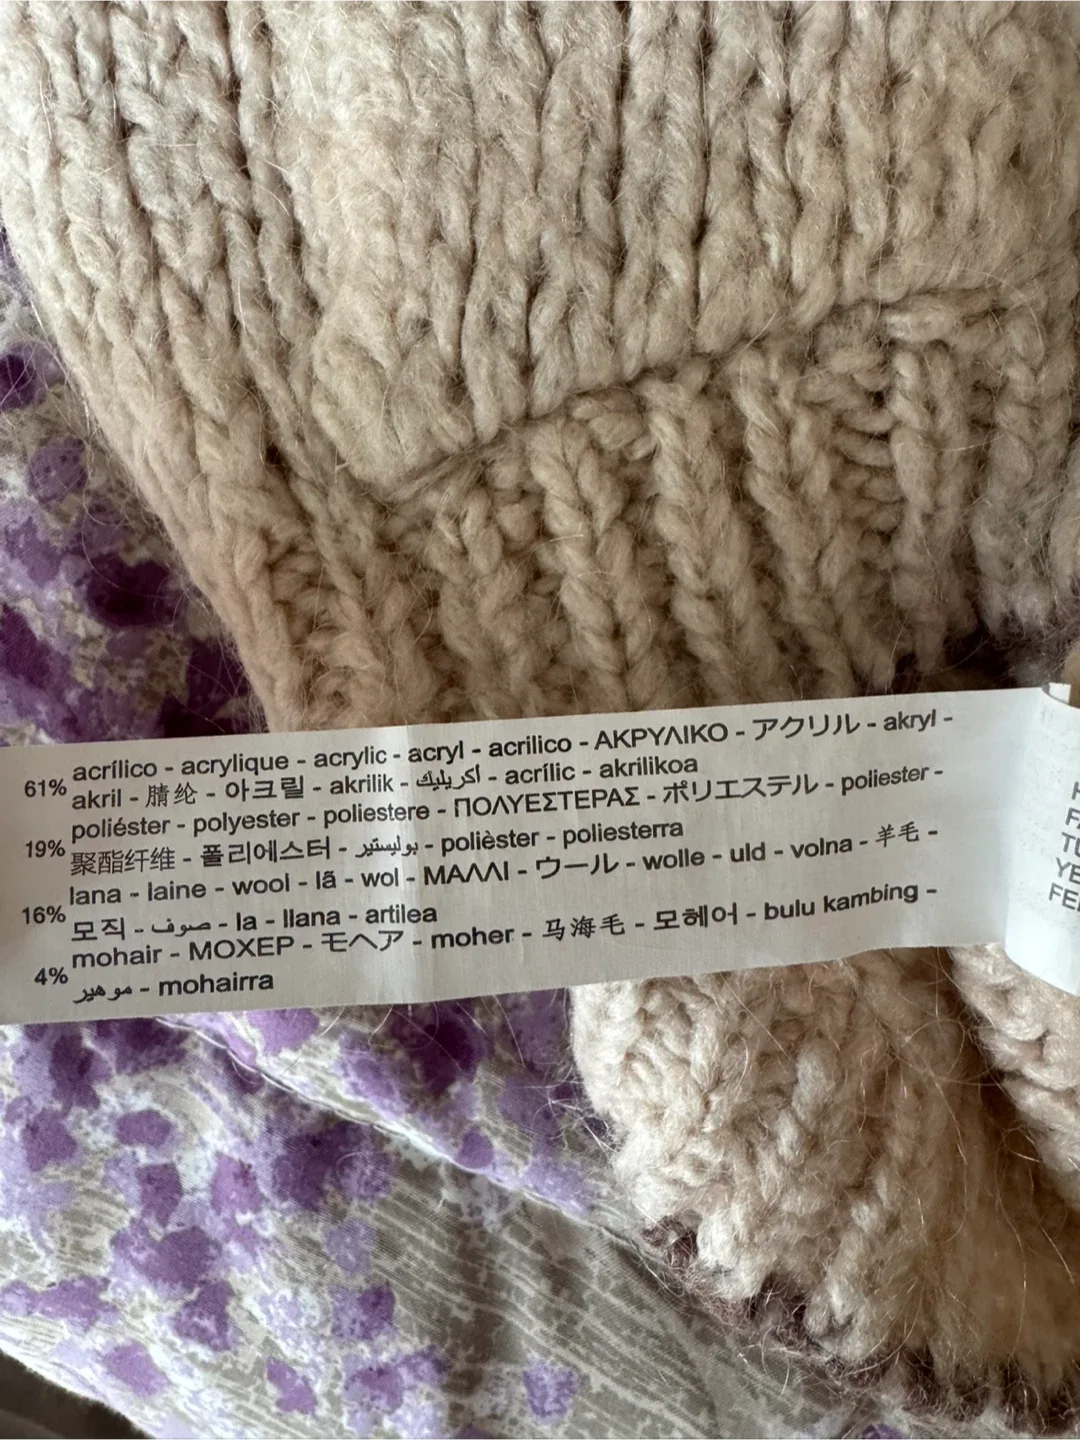 61% acrílico - acrylique - acrylic - acryl - acrilico - ΑΚΡΥΛΙΚΟ - アクリル - akryl -
akril - 腈纶 - 아크릴 - akrilik - أكريليك - acrílic - akrilikoa
19% poliéster - polyester - poliestere - ΠΟΛΥΕΣΤΕΡΑΣ - ポリエステル - poliester -
聚酯纤维 - 폴리에스터 - بوليستير - polièster - poliesterra
16% lana - laine - wool - lã - wol - ΜΑΛΛΙ - ウール - wolle - uld - volna - 羊毛 -
모직 - صوف - la - llana - artilea
4% mohair - ΜΟΧΕΡ - モヘア - moher - 马海毛 - 모헤어 - bulu kambing -
موهير - mohairra